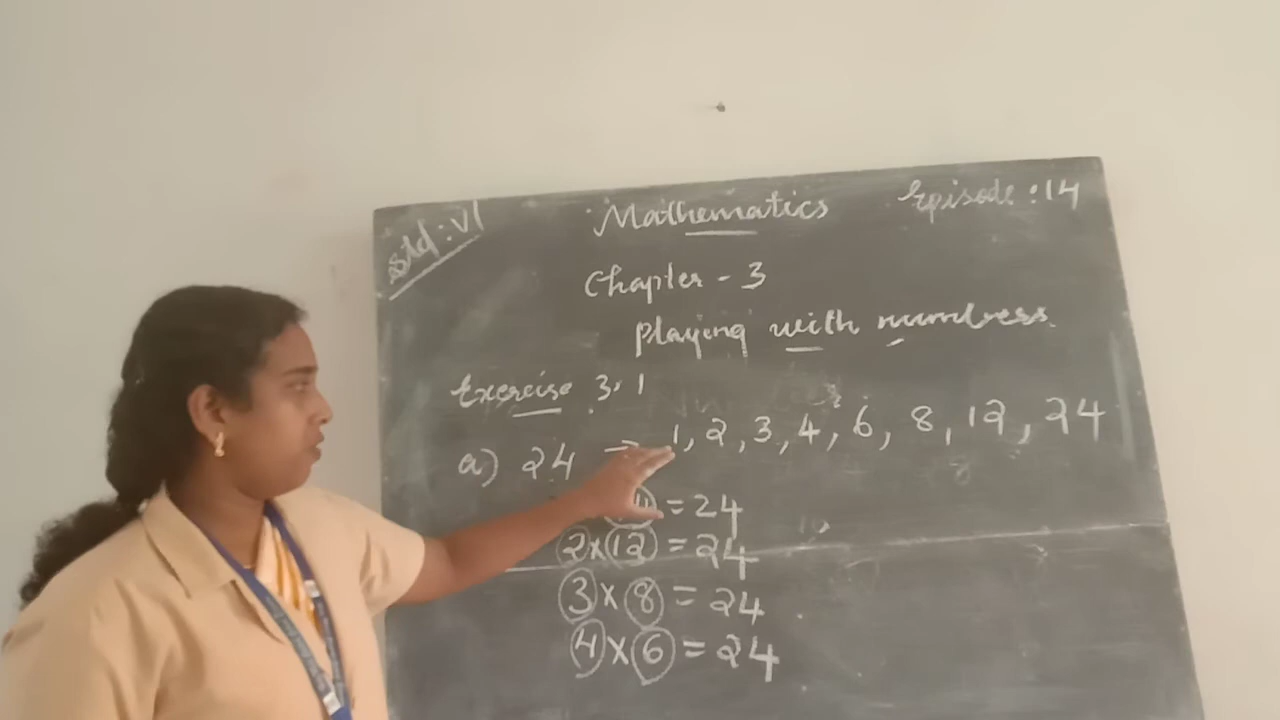 Std : VI
Mathematics
Episode : 14
Chapter - 3
Playing with numbers
Exercise 3.1
a) 24 → 1, 2, 3, 4, 6, 8, 12, 24
= 24
2 × 12 = 24
3 × 8 = 24
4 × 6 = 24